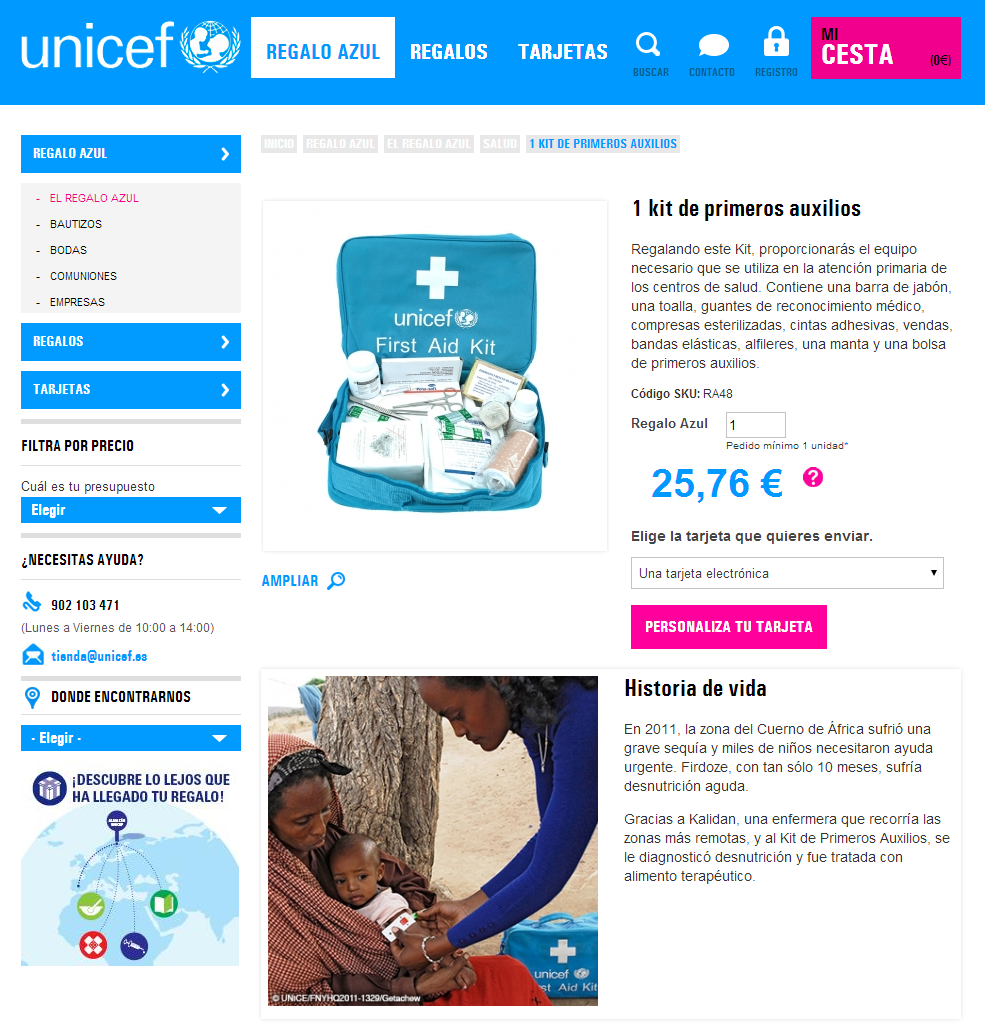 unicef
REGALO AZUL
REGALOS
TARJETAS
BUSCAR
CONTACTO
REGISTRO
MI
CESTA
(0€)
INICIO REGALO AZUL EL REGALO AZUL SALUD 1 KIT DE PRIMEROS AUXILIOS
REGALO AZUL
- EL REGALO AZUL
- BAUTIZOS
- BODAS
- COMUNIONES
- EMPRESAS
REGALOS
TARJETAS
FILTRA POR PRECIO
Cuál es tu presupuesto
Elegir
¿NECESITAS AYUDA?
902 103 471
(Lunes a Viernes de 10:00 a 14:00)
tienda@unicef.es
DONDE ENCONTRARNOS
- Elegir -
¡DESCUBRE LO LEJOS QUE
HA LLEGADO TU REGALO!
ALMACÉN
UNICEF
unicef
First Aid Kit
AMPLIAR
1 kit de primeros auxilios
Regalando este Kit, proporcionarás el equipo
necesario que se utiliza en la atención primaria de
los centros de salud. Contiene una barra de jabón,
una toalla, guantes de reconocimiento médico,
compresas esterilizadas, cintas adhesivas, vendas,
bandas elásticas, alfileres, una manta y una bolsa
de primeros auxilios.
Código SKU: RA48
Regalo Azul 1
Pedido mínimo 1 unidad*
25,76 € ?
Elige la tarjeta que quieres enviar.
Una tarjeta electrónica
PERSONALIZA TU TARJETA
unicef
st Aid Kit
© UNICE/FNYHQ2011-1329/Getachew
Historia de vida
En 2011, la zona del Cuerno de África sufrió una
grave sequía y miles de niños necesitaron ayuda
urgente. Firdoze, con tan sólo 10 meses, sufría
desnutrición aguda.
Gracias a Kalidan, una enfermera que recorría las
zonas más remotas, y al Kit de Primeros Auxilios, se
le diagnosticó desnutrición y fue tratada con
alimento terapéutico.